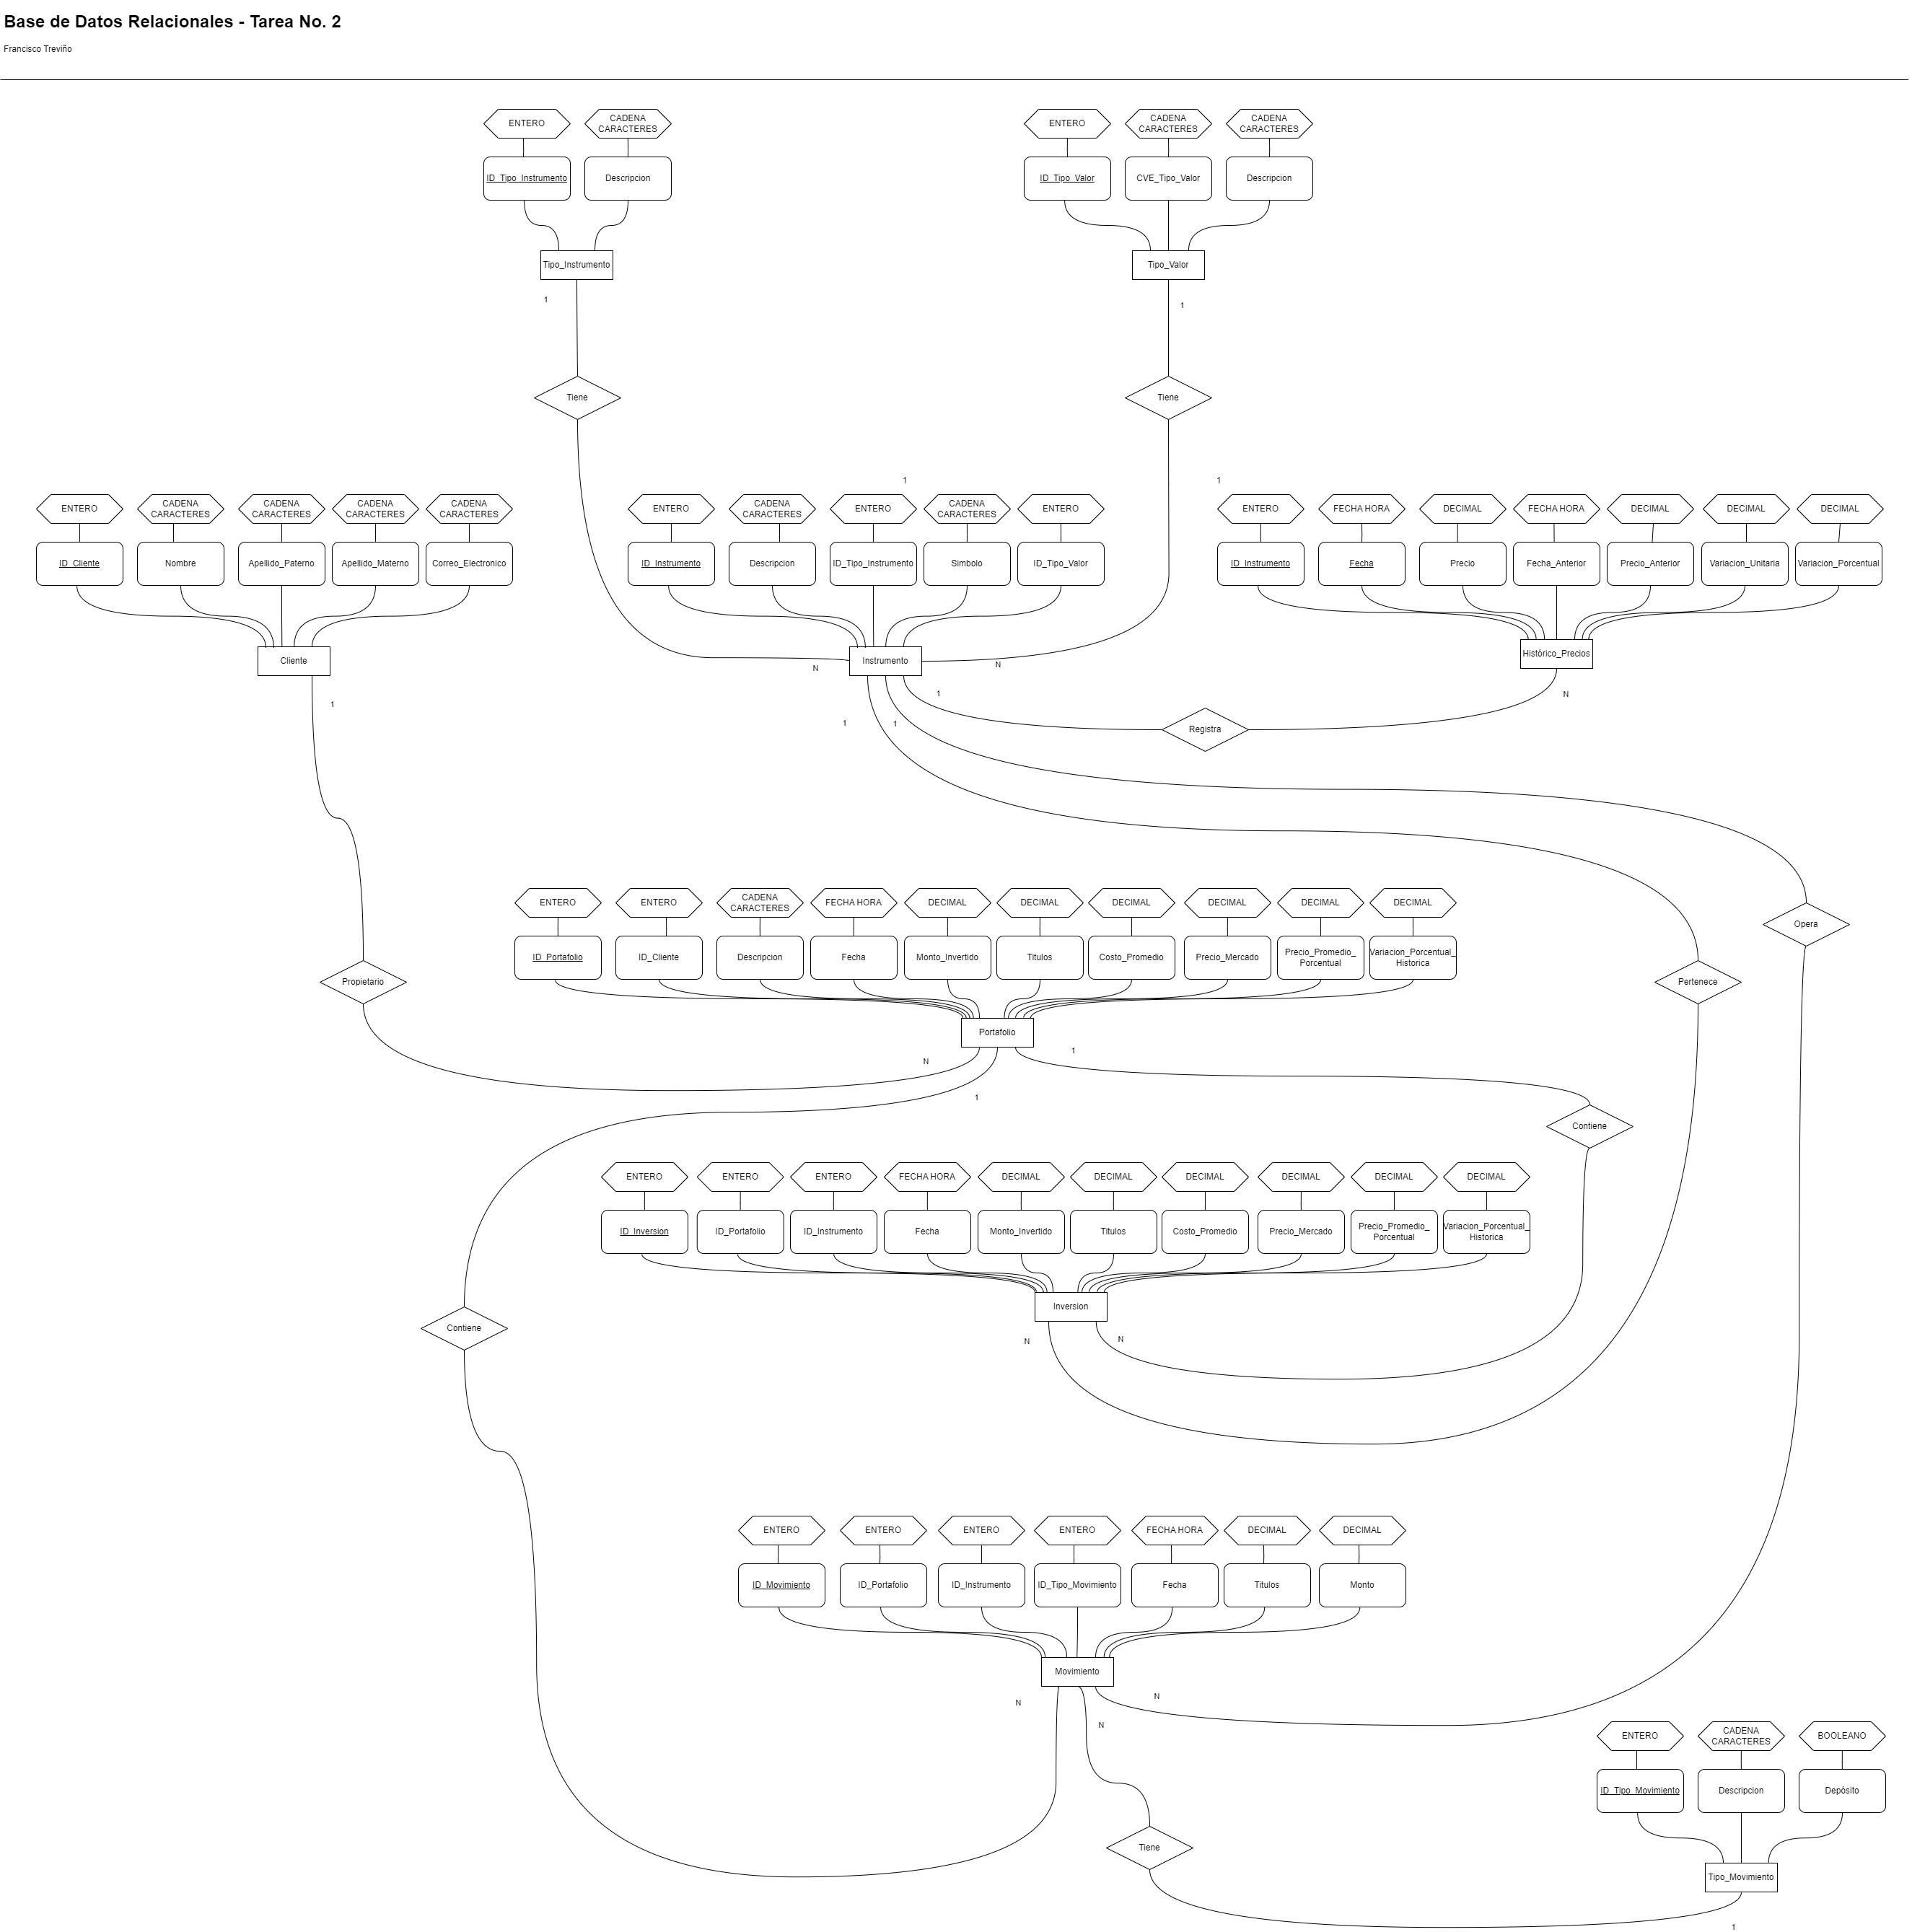 Base de Datos Relacionales - Tarea No. 2
Francisco Treviño
ENTERO
CADENA
CARACTERES
ENTERO
CADENA
CARACTERES
CADENA
CARACTERES
ID_Tipo_Instrumento
Descripcion
ID_Tipo_Valor
CVE_Tipo_Valor
Descripcion
Tipo_Instrumento
Tipo_Valor
1
1
Tiene
Tiene
1
1
ENTERO
CADENA
CARACTERES
CADENA
CARACTERES
CADENA
CARACTERES
CADENA
CARACTERES
ENTERO
CADENA
CARACTERES
ENTERO
CADENA
CARACTERES
ENTERO
ENTERO
FECHA HORA
DECIMAL
FECHA HORA
DECIMAL
DECIMAL
DECIMAL
ID_Cliente
Nombre
Apellido_Paterno
Apellido_Materno
Correo_Electronico
ID_Instrumento
Descripcion
ID_Tipo_Instrumento
Simbolo
ID_Tipo_Valor
ID_Instrumento
Fecha
Precio
Fecha_Anterior
Precio_Anterior
Variacion_Unitaria
Variacion_Porcentual
Cliente
Instrumento
Histórico_Precios
N
N
1
1
N
1
1
Registra
ENTERO
ENTERO
CADENA
CARACTERES
FECHA HORA
DECIMAL
DECIMAL
DECIMAL
DECIMAL
DECIMAL
DECIMAL
Opera
ID_Portafolio
ID_Cliente
Descripcion
Fecha
Monto_Invertido
Titulos
Costo_Promedio
Precio_Mercado
Precio_Promedio_
Porcentual
Variacion_Porcentual_
Historica
Propietario
Pertenece
Portafolio
N
1
1
Contiene
ENTERO
ENTERO
ENTERO
FECHA HORA
DECIMAL
DECIMAL
DECIMAL
DECIMAL
DECIMAL
DECIMAL
ID_Inversion
ID_Portafolio
ID_Instrumento
Fecha
Monto_Invertido
Titulos
Costo_Promedio
Precio_Mercado
Precio_Promedio_
Porcentual
Variacion_Porcentual_
Historica
Inversion
Contiene
N
N
ENTERO
ENTERO
ENTERO
ENTERO
FECHA HORA
DECIMAL
DECIMAL
ID_Movimiento
ID_Portafolio
ID_Instrumento
ID_Tipo_Movimiento
Fecha
Titulos
Monto
Movimiento
N
N
N
ENTERO
CADENA
CARACTERES
BOOLEANO
ID_Tipo_Movimiento
Descripcion
Depósito
Tiene
Tipo_Movimiento
1